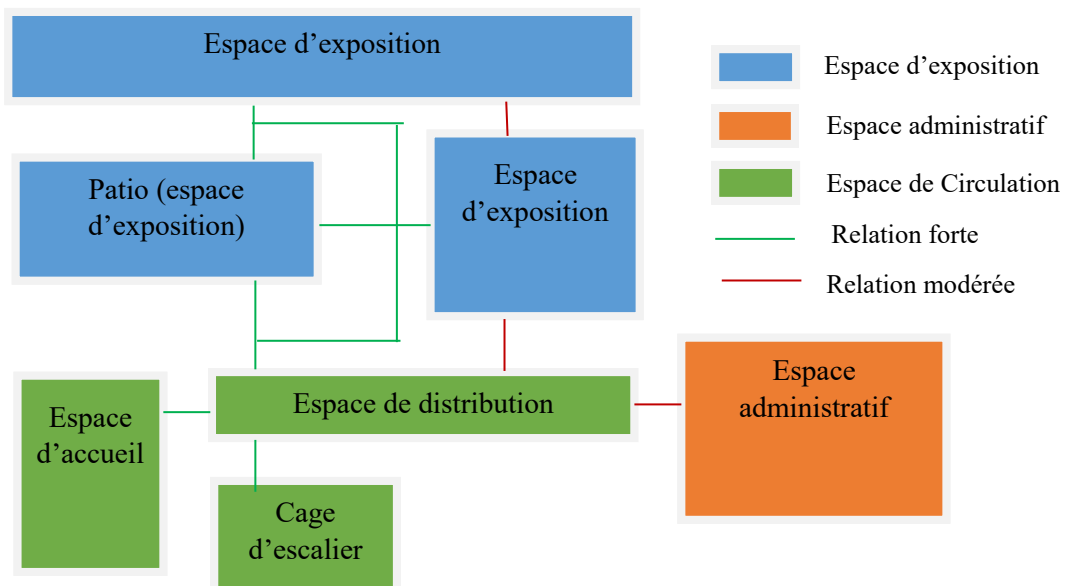 Espace d’exposition
Patio (espace
d’exposition)
Espace
d’exposition
Espace de distribution
Espace
d’accueil
Cage
d’escalier
Espace
administratif
Espace d’exposition
Espace administratif
Espace de Circulation
Relation forte
Relation modérée